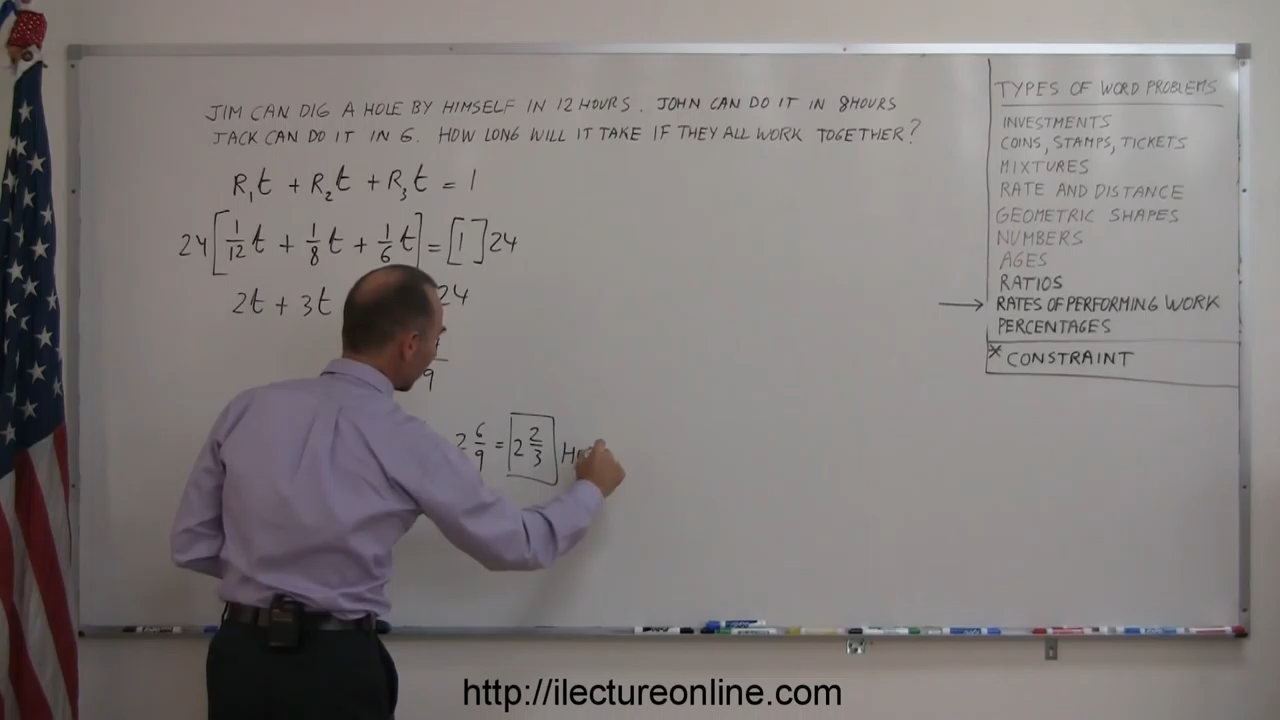 JIM CAN DIG A HOLE BY HIMSELF IN 12 HOURS. JOHN CAN DO IT IN 8 HOURS
JACK CAN DO IT IN 6. HOW LONG WILL IT TAKE IF THEY ALL WORK TOGETHER?
R₁t + R₂t + R₃t = 1
24[1/12 t + 1/8 t + 1/6 t] = [1]24
2t + 3t 24
9
2 6/9 = 2 2/3
TYPES OF WORD PROBLEMS
INVESTMENTS
COINS, STAMPS, TICKETS
MIXTURES
RATE AND DISTANCE
GEOMETRIC SHAPES
NUMBERS
AGES
RATIOS
→ RATES OF PERFORMING WORK
PERCENTAGES
* CONSTRAINT
http://ilectureonline.com